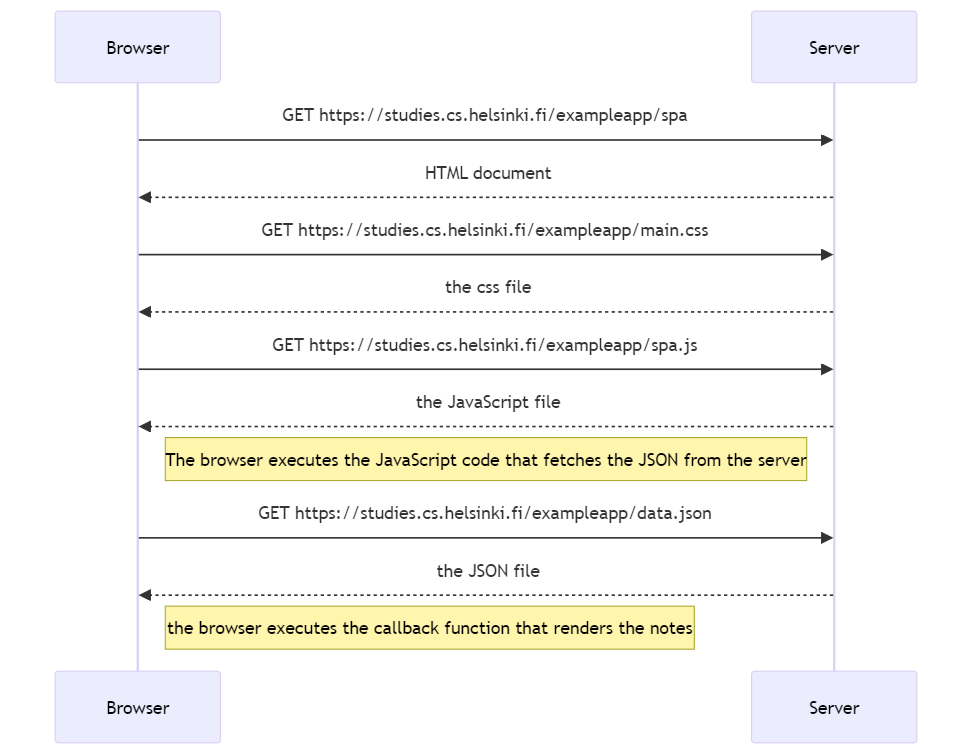 Browser
Server
GET https://studies.cs.helsinki.fi/exampleapp/spa
HTML document
GET https://studies.cs.helsinki.fi/exampleapp/main.css
the css file
GET https://studies.cs.helsinki.fi/exampleapp/spa.js
the JavaScript file
The browser executes the JavaScript code that fetches the JSON from the server
GET https://studies.cs.helsinki.fi/exampleapp/data.json
the JSON file
the browser executes the callback function that renders the notes
Browser
Server